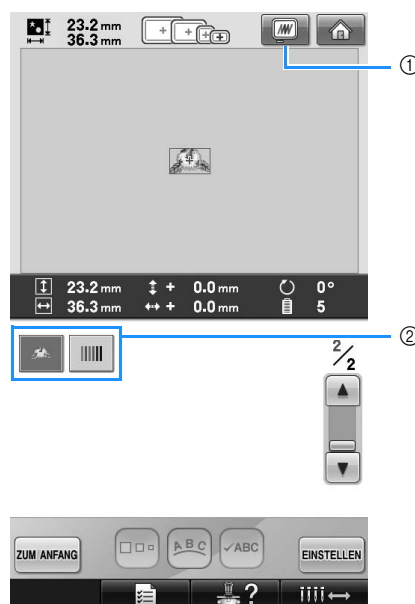 23.2 mm
36.3 mm
①
23.2 mm + 0.0 mm 0°
36.3 mm + 0.0 mm 5
②
2/2
ZUM ANFANG ABC ✓ABC EINSTELLEN
?